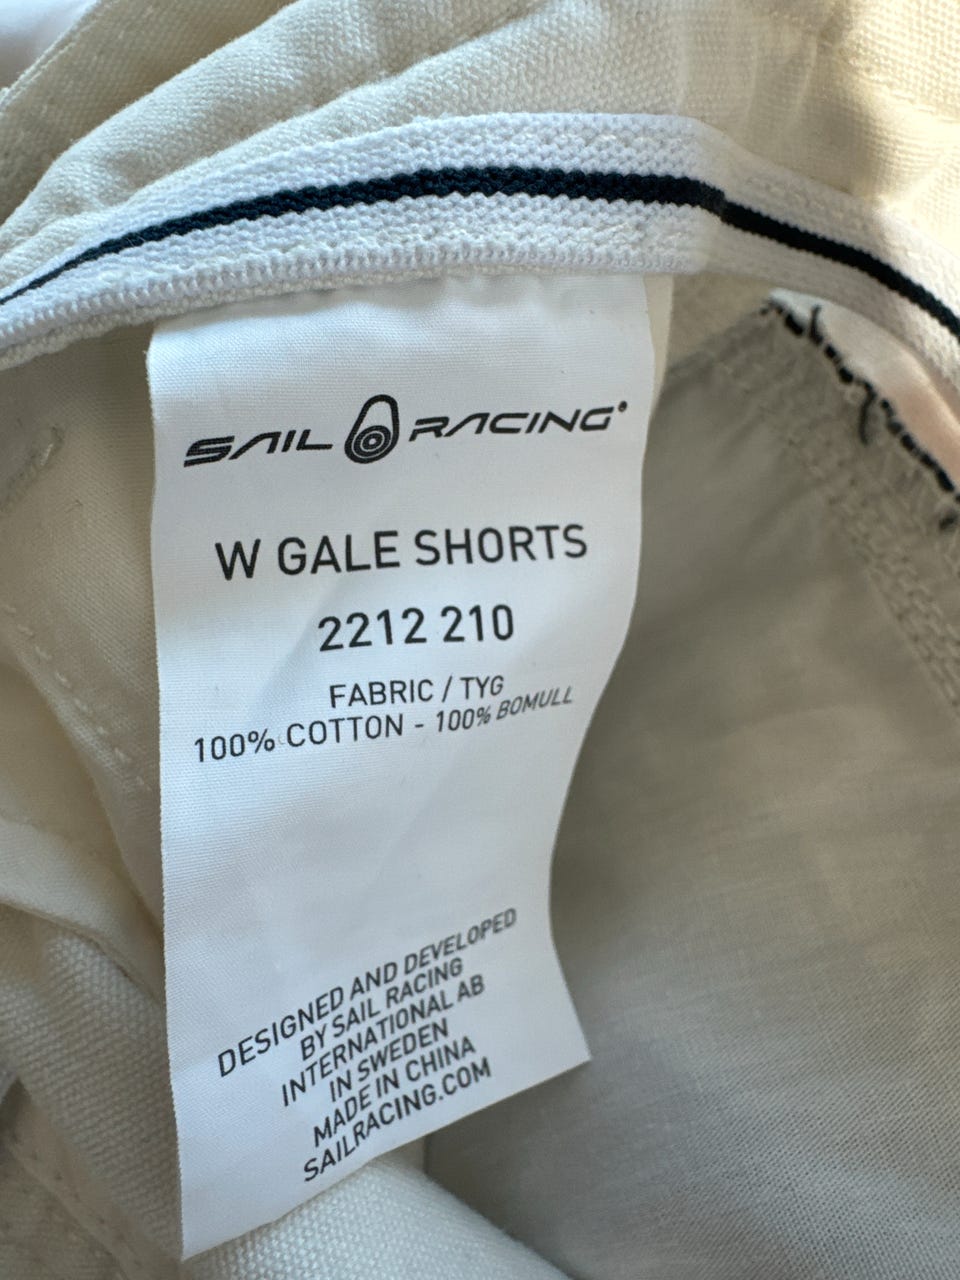 SAIL RACING®
W GALE SHORTS
2212 210
FABRIC / TYG
100% COTTON - 100% BOMULL
DESIGNED AND DEVELOPED
BY SAIL RACING
INTERNATIONAL AB
IN SWEDEN
MADE IN CHINA
SAILRACING.COM